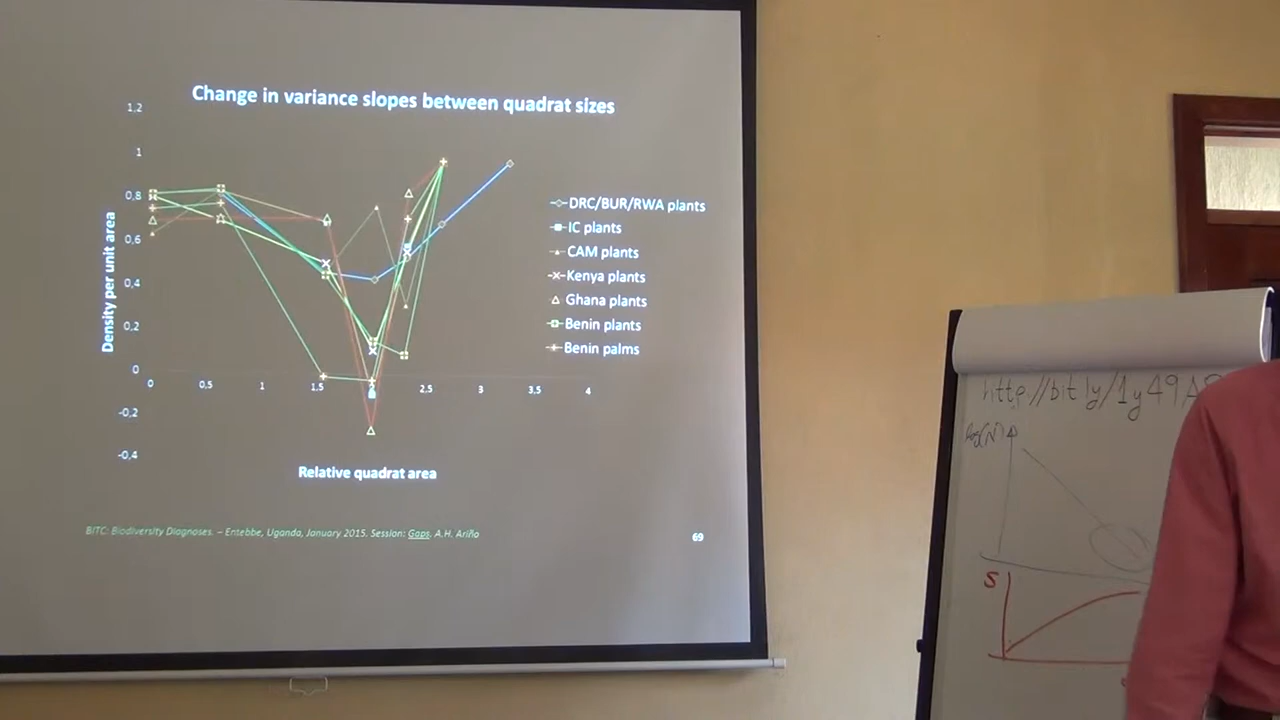 Change in variance slopes between quadrat sizes
1,2
1
0,8
0,6
0,4
0,2
0
-0,2
-0,4
Density per unit area
0 0,5 1 1,5 2,5 3 3,5 4
Relative quadrat area
DRC/BUR/RWA plants
IC plants
CAM plants
Kenya plants
Ghana plants
Benin plants
Benin palms
BITC: Biodiversity Diagnoses. – Entebbe, Uganda, January 2015. Session: Gaps. A.H. Ariño
69
http://bit.ly/1y49A
log(N)
S